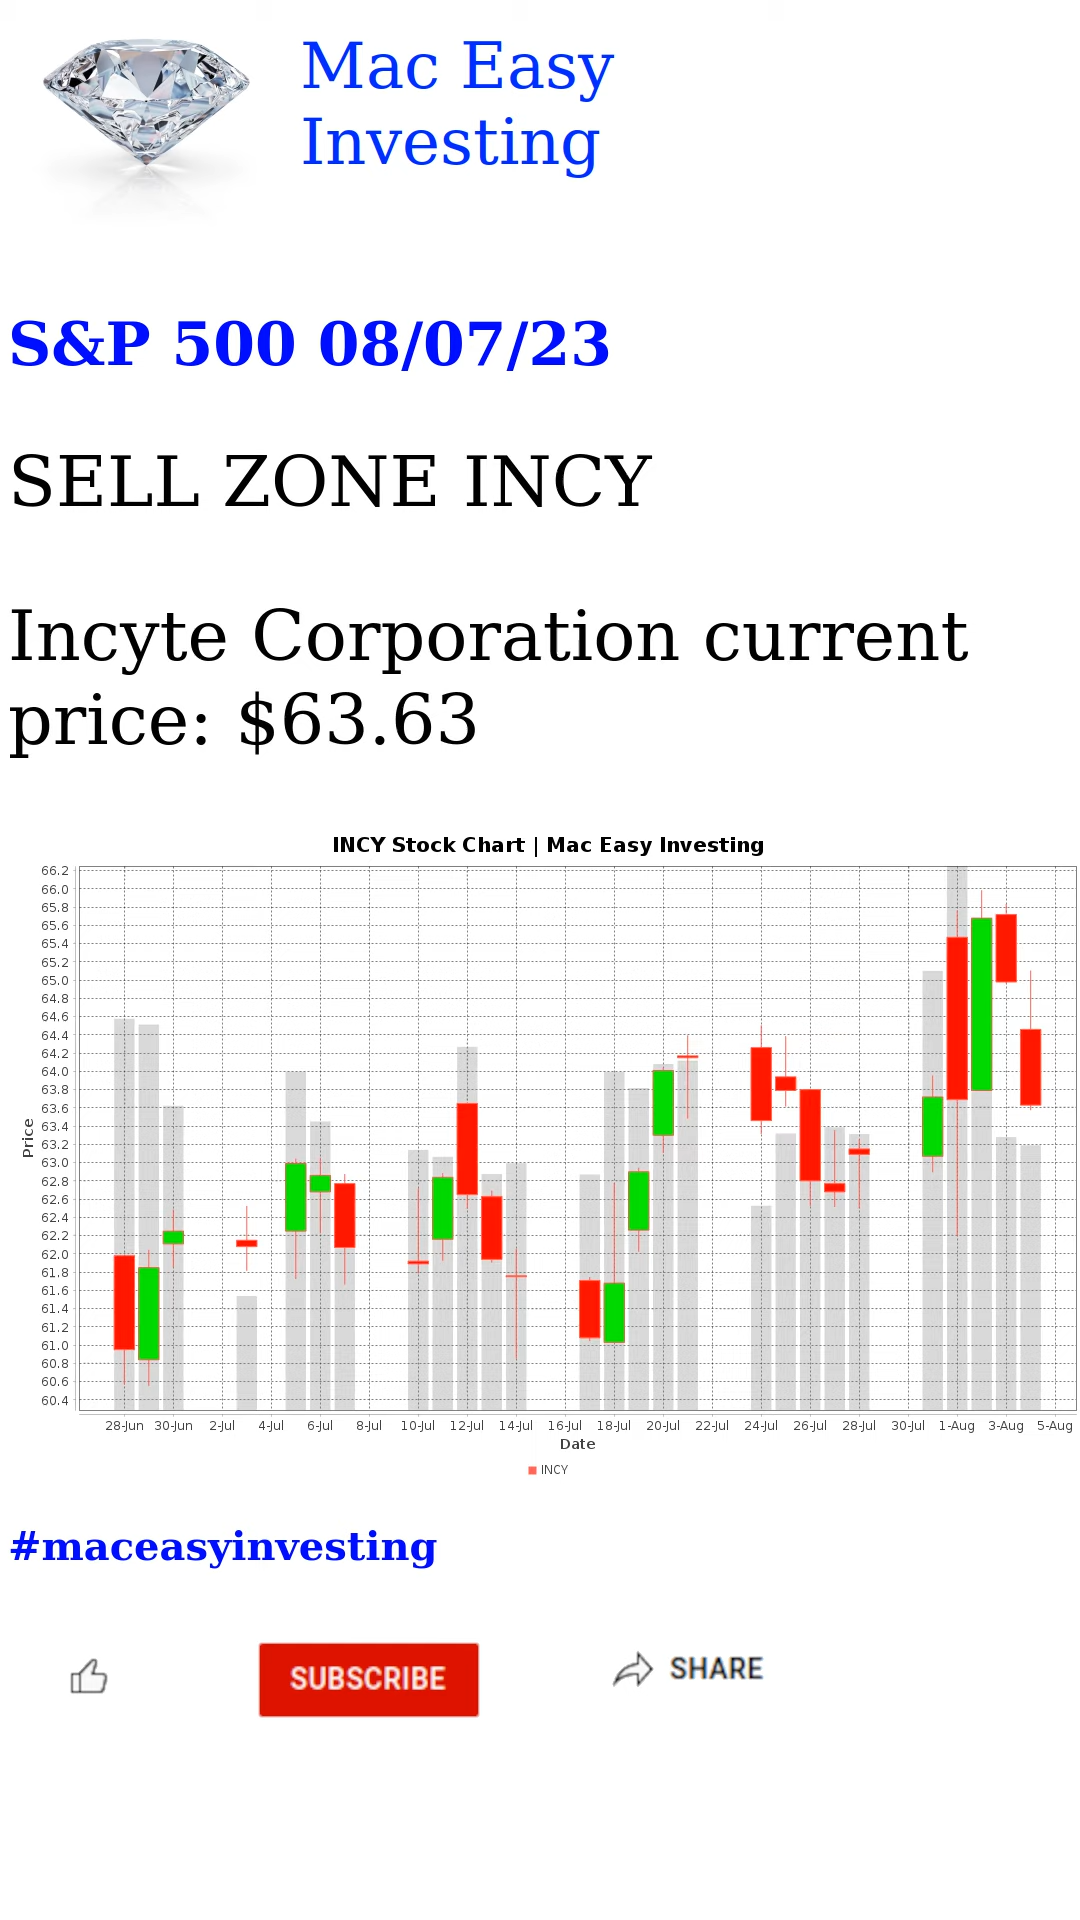 Mac Easy
Investing
S&P 500 08/07/23
SELL ZONE INCY
Incyte Corporation current
price: $63.63
INCY Stock Chart | Mac Easy Investing
66.2
66.0
65.8
65.6
65.4
65.2
65.0
64.8
64.6
64.4
64.2
64.0
63.8
63.6
63.4
63.2
63.0
62.8
62.6
62.4
62.2
62.0
61.8
61.6
61.4
61.2
61.0
60.8
60.6
60.4
Price
28-Jun 30-Jun 2-Jul 4-Jul 6-Jul 8-Jul 10-Jul 12-Jul 14-Jul 16-Jul 18-Jul 20-Jul 22-Jul 24-Jul 26-Jul 28-Jul 30-Jul 1-Aug 3-Aug 5-Aug
Date
INCY
#maceasyinvesting
SUBSCRIBE SHARE